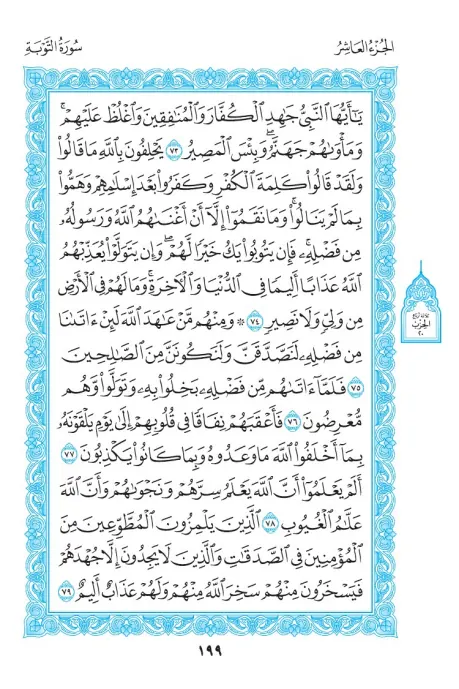 الجُزْءُ العَاشِرُ
سُورَةُ التَّوْبَةِ
يَٰٓأَيُّهَا ٱلنَّبِيُّ جَٰهِدِ ٱلْكُفَّارَ وَٱلْمُنَٰفِقِينَ وَٱغْلُظْ عَلَيْهِمْۚ
وَمَأْوَىٰهُمْ جَهَنَّمُۖ وَبِئْسَ ٱلْمَصِيرُ ٧٣ يَحْلِفُونَ بِٱللَّهِ مَا قَالُوا۟
وَلَقَدْ قَالُوا۟ كَلِمَةَ ٱلْكُفْرِ وَكَفَرُوا۟ بَعْدَ إِسْلَٰمِهِمْ وَهَمُّوا۟
بِمَا لَمْ يَنَالُوا۟ۚ وَمَا نَقَمُوٓا۟ إِلَّآ أَنْ أَغْنَىٰهُمُ ٱللَّهُ وَرَسُولُهُۥ
مِن فَضْلِهِۦۚ فَإِن يَتُوبُوا۟ يَكُ خَيْرًا لَّهُمْۖ وَإِن يَتَوَلَّوْا۟ يُعَذِّبْهُمُ
ٱللَّهُ عَذَابًا أَلِيمًا فِى ٱلدُّنْيَا وَٱلْءَاخِرَةِۚ وَمَا لَهُمْ فِى ٱلْأَرْضِ
مِن وَلِىٍّ وَلَا نَصِيرٍ ٧٤ ۞ وَمِنْهُم مَّنْ عَٰهَدَ ٱللَّهَ لَئِنْ ءَاتَىٰنَا
مِن فَضْلِهِۦ لَنَصَّدَّقَنَّ وَلَنَكُونَنَّ مِنَ ٱلصَّٰلِحِينَ
٧٥ فَلَمَّآ ءَاتَىٰهُم مِّن فَضْلِهِۦ بَخِلُوا۟ بِهِۦ وَتَوَلَّوا۟ وَّهُم
مُّعْرِضُونَ ٧٦ فَأَعْقَبَهُمْ نِفَاقًا فِى قُلُوبِهِمْ إِلَىٰ يَوْمِ يَلْقَوْنَهُۥ
بِمَآ أَخْلَفُوا۟ ٱللَّهَ مَا وَعَدُوهُ وَبِمَا كَانُوا۟ يَكْذِبُونَ ٧٧
أَلَمْ يَعْلَمُوٓا۟ أَنَّ ٱللَّهَ يَعْلَمُ سِرَّهُمْ وَنَجْوَىٰهُمْ وَأَنَّ ٱللَّهَ
عَلَّٰمُ ٱلْغُيُوبِ ٧٨ ٱلَّذِينَ يَلْمِزُونَ ٱلْمُطَّوِّعِينَ مِنَ
ٱلْمُؤْمِنِينَ فِى ٱلصَّدَقَٰتِ وَٱلَّذِينَ لَا يَجِدُونَ إِلَّا جُهْدَهُمْ
فَيَسْخَرُونَ مِنْهُمْ سَخِرَ ٱللَّهُ مِنْهُمْ وَلَهُمْ عَذَابٌ أَلِيمٌ ٧٩
الحِزْب
٢٠
١٩٩